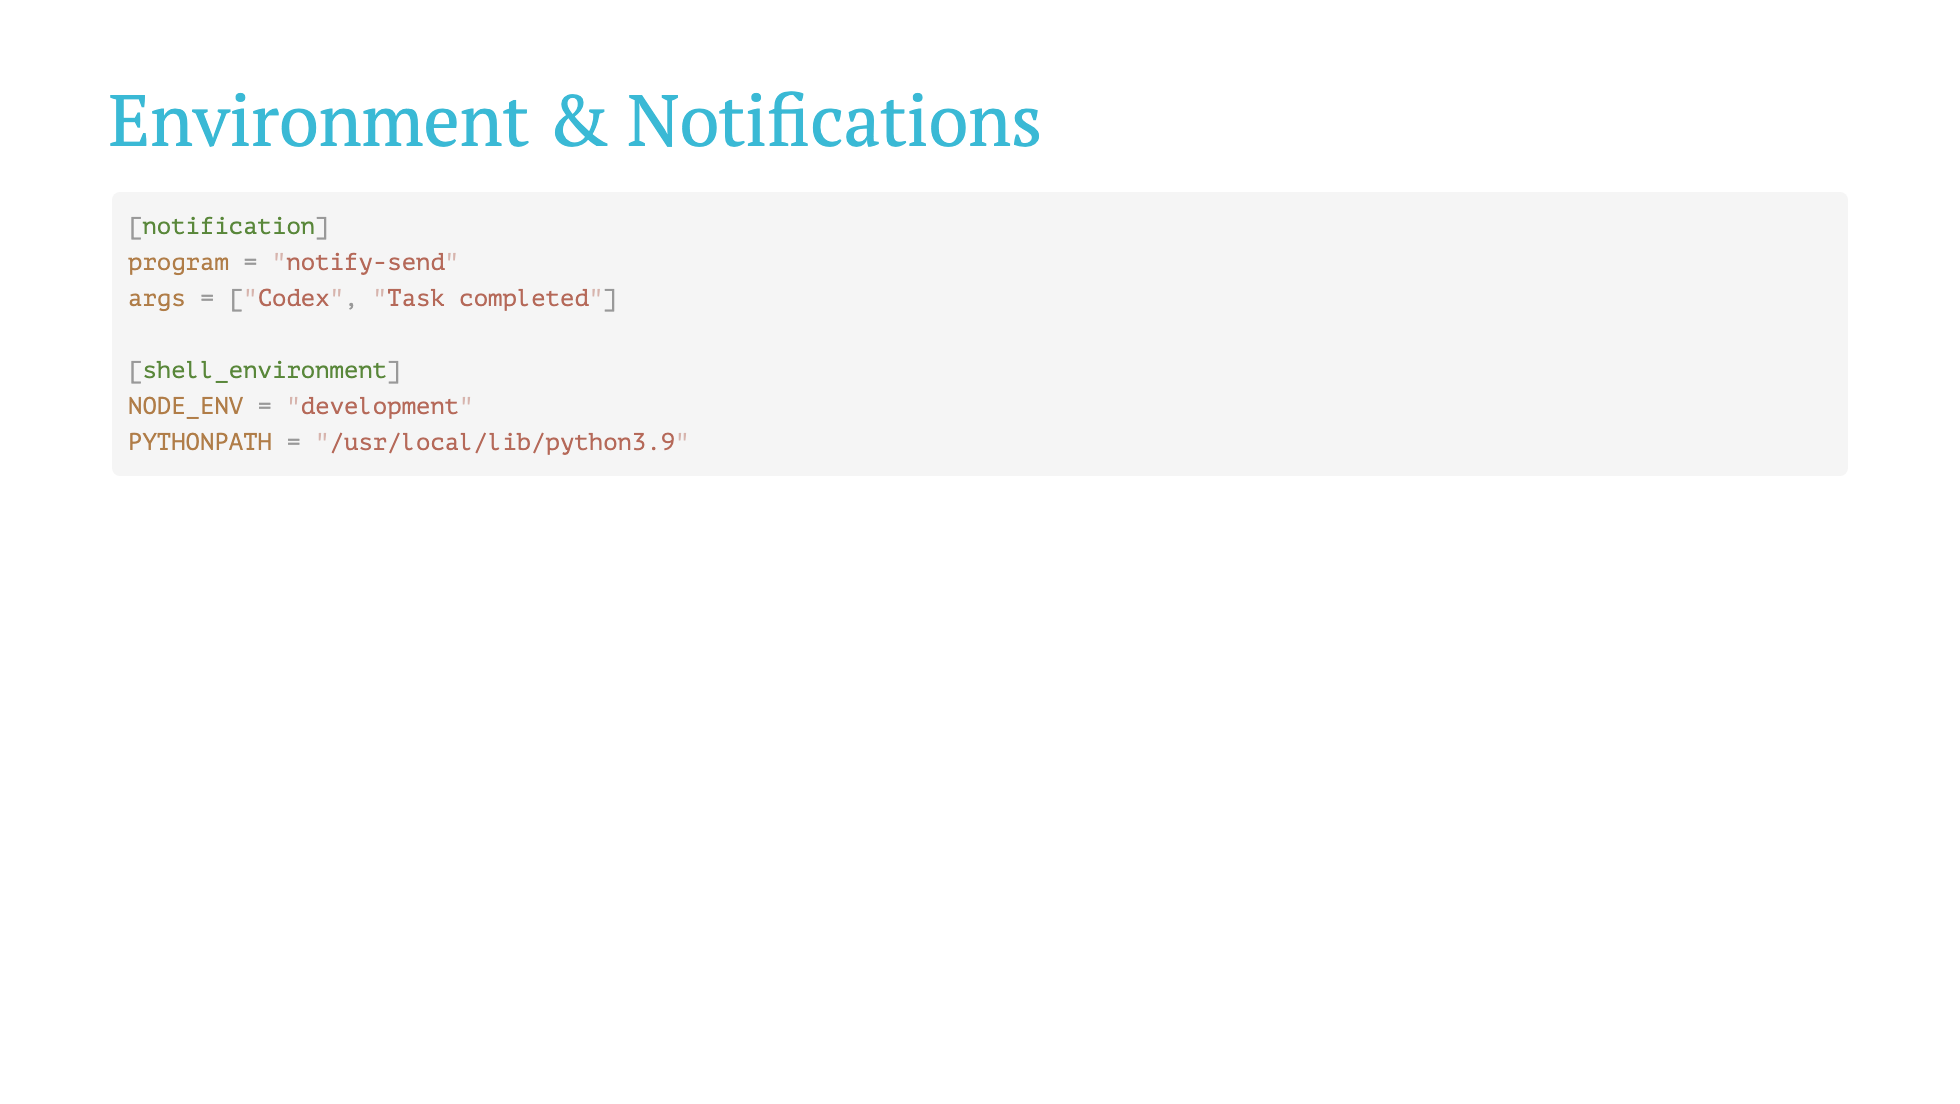 Environment & Notifications
[notification]
program = "notify-send"
args = ["Codex", "Task completed"]
[shell_environment]
NODE_ENV = "development"
PYTHONPATH = "/usr/local/lib/python3.9"